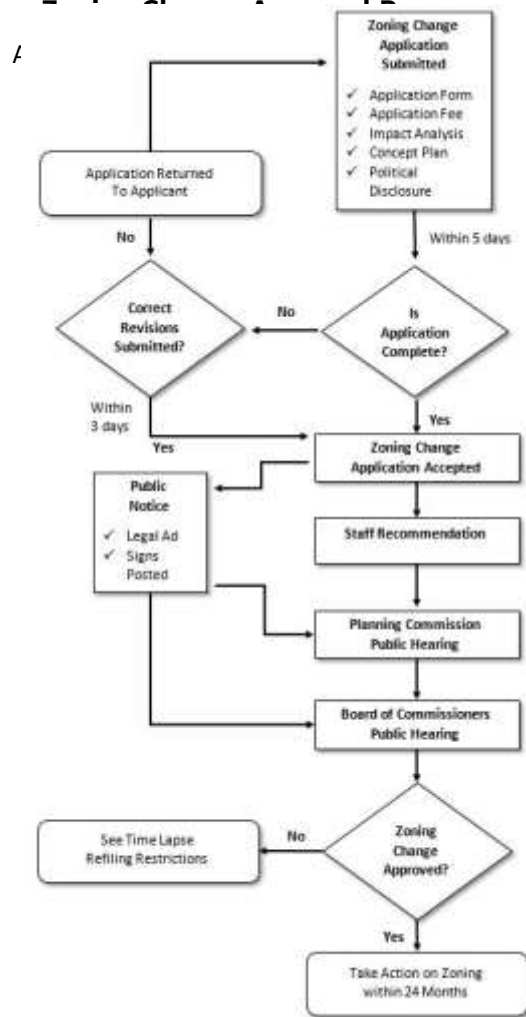 Zoning Change Approval
Zoning Change
Application
Submitted
✓ Application Form
✓ Application Fee
✓ Impact Analysis
✓ Concept Plan
✓ Political
Disclosure
Application Returned
To Applicant
No
Within 5 days
Correct
Revisions
Submitted?
No
Is
Application
Complete?
Within
3 days
Yes
Yes
Zoning Change
Application Accepted
Public
Notice
✓ Legal Ad
✓ Signs
Posted
Staff Recommendation
Planning Commission
Public Hearing
Board of Commissioners
Public Hearing
See Time Lapse
Refiling Restrictions
No
Zoning
Change
Approved?
Yes
Take Action on Zoning
within 24 Months